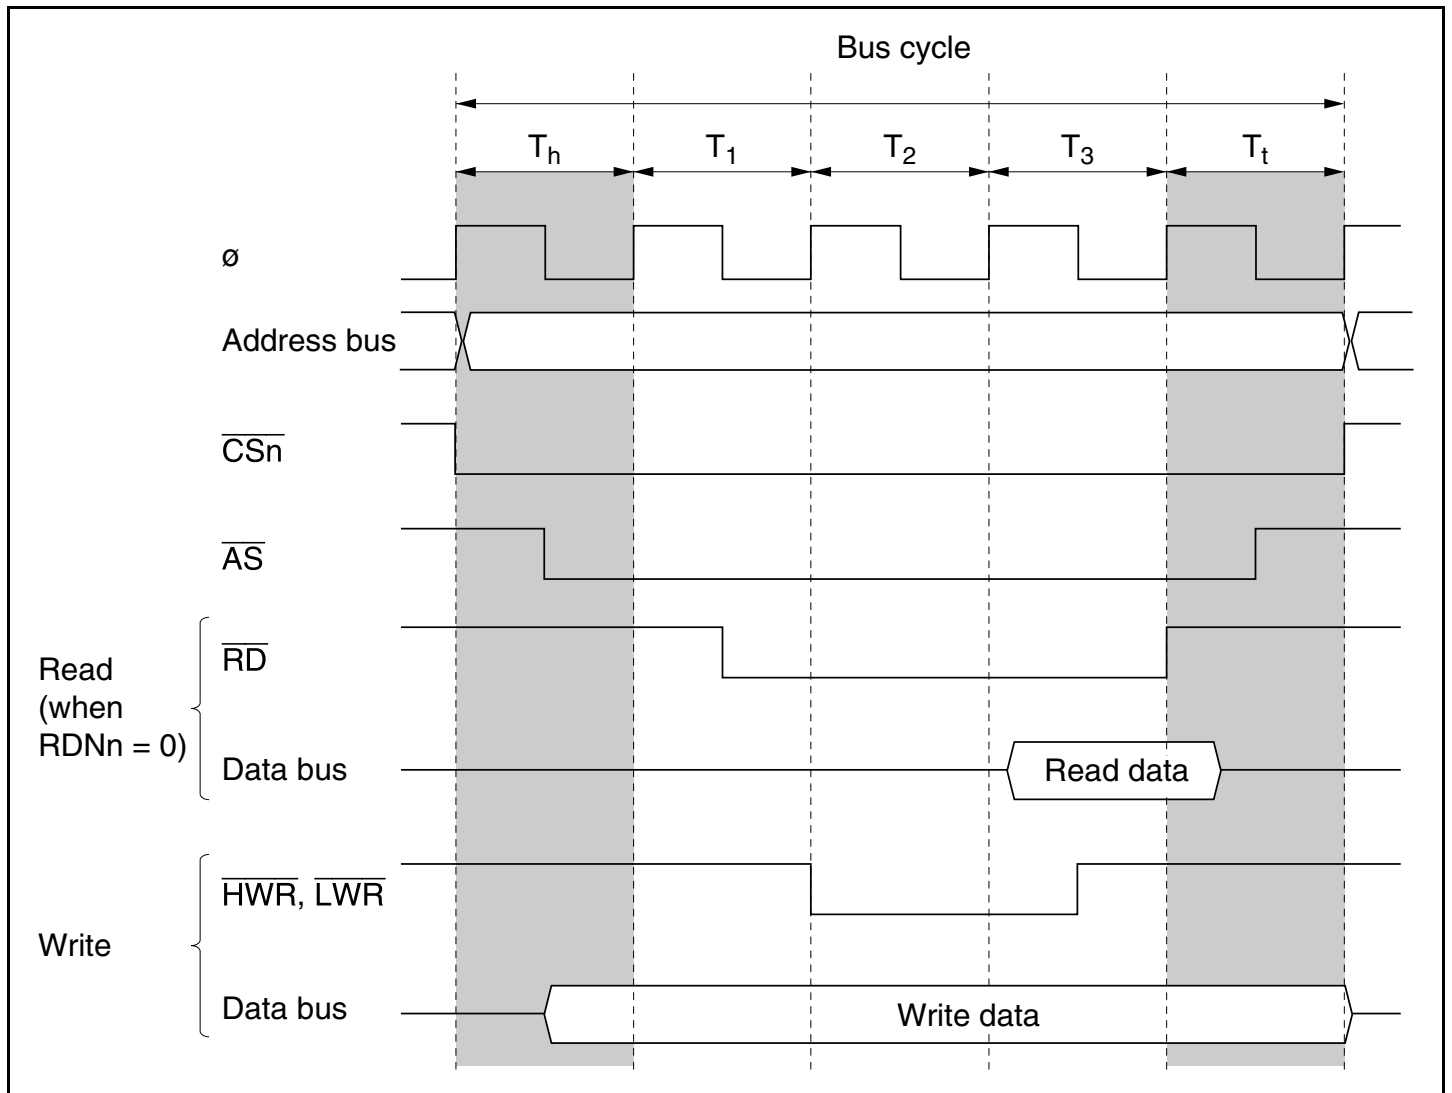 Bus cycle
Th T1 T2 T3 Tt
ø
Address bus
CSn
AS
Read
(when
RDNn = 0)
RD
Data bus
Read data
Write
HWR, LWR
Data bus
Write data